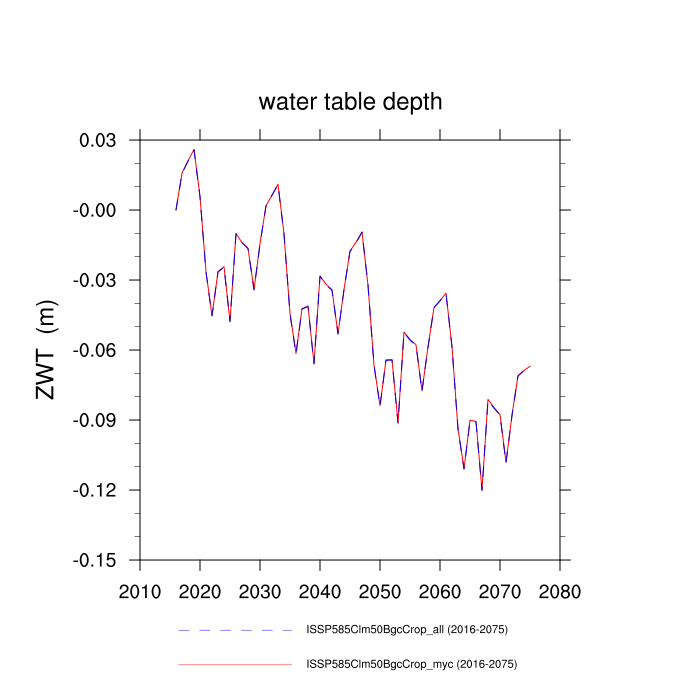 water table depth
ZWT (m)
0.03
-0.00
-0.03
-0.06
-0.09
-0.12
-0.15
2010 2020 2030 2040 2050 2060 2070 2080
ISSP585Clm50BgcCrop_all (2016-2075)
ISSP585Clm50BgcCrop_myc (2016-2075)